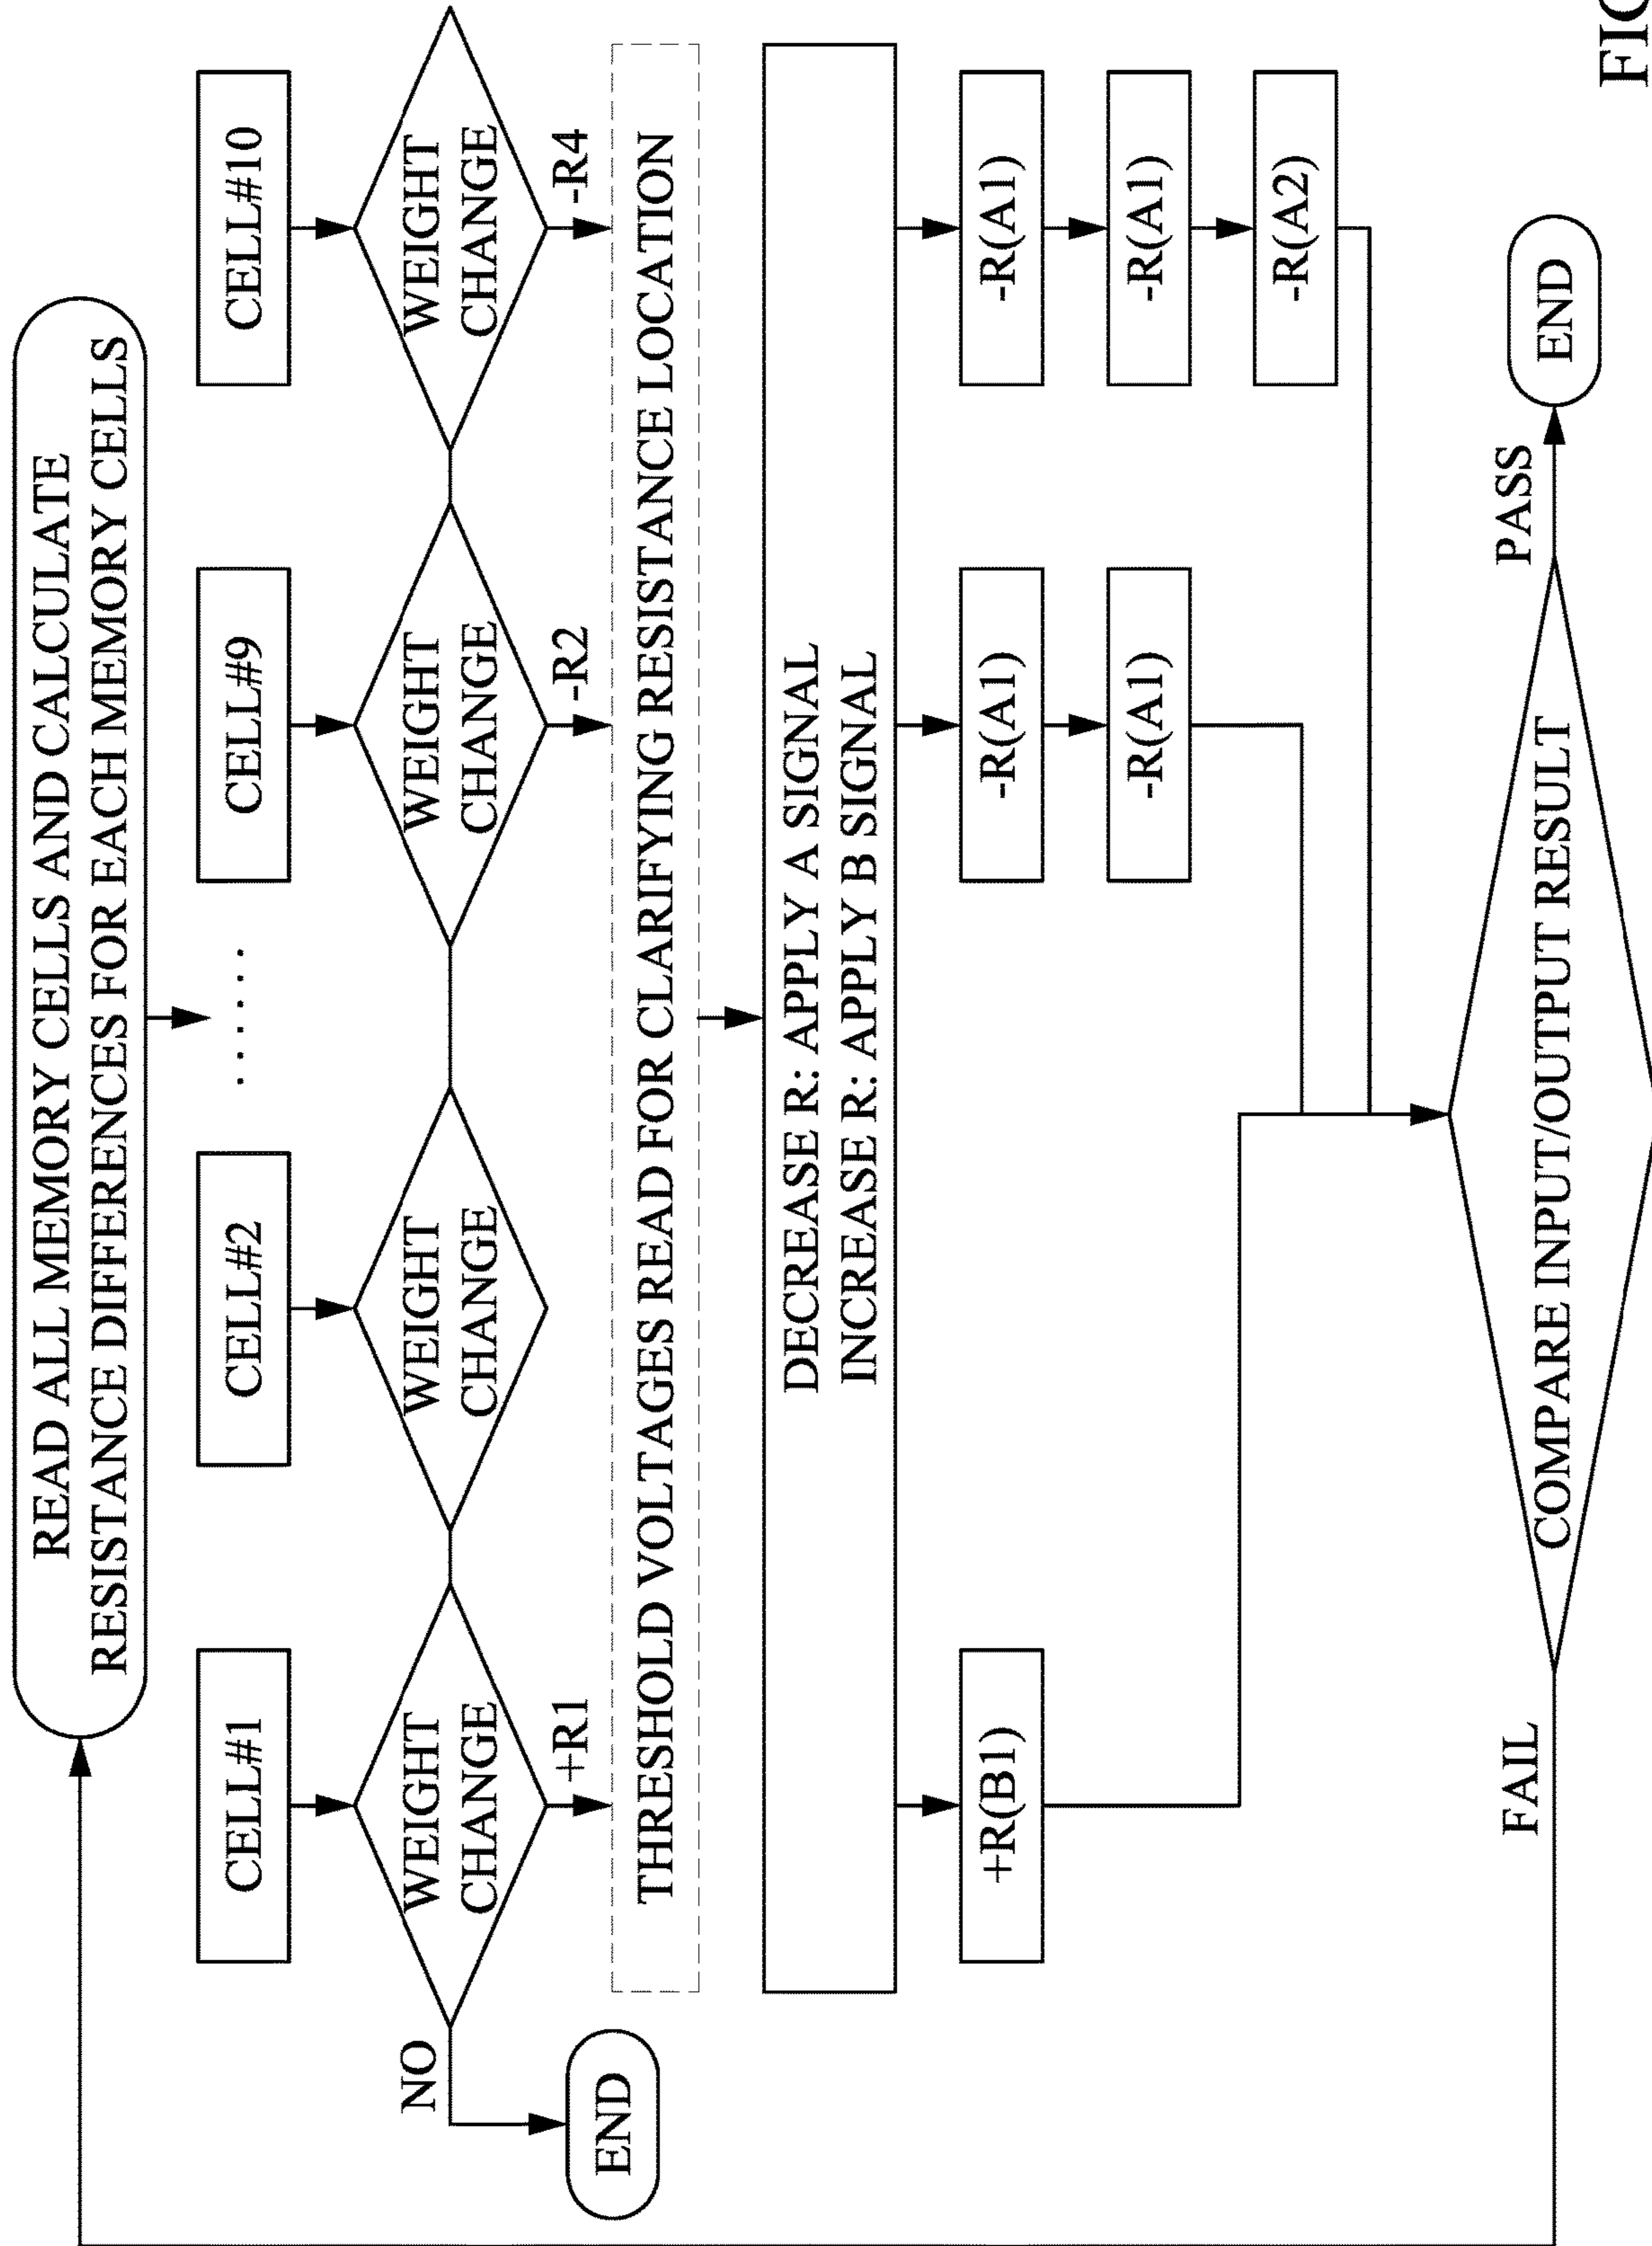 READ ALL MEMORY CELLS AND CALCULATE
RESISTANCE DIFFERENCES FOR EACH MEMORY CELLS
CELL#1
CELL#2
......
CELL#9
CELL#10
NO
WEIGHT
CHANGE
WEIGHT
CHANGE
WEIGHT
CHANGE
WEIGHT
CHANGE
END
+R1
-R2
-R4
THRESHOLD VOLTAGES READ FOR CLARIFYING RESISTANCE LOCATION
DECREASE R: APPLY A SIGNAL
INCREASE R: APPLY B SIGNAL
+R(B1)
-R(A1)
-R(A1)
-R(A1)
-R(A1)
-R(A2)
FAIL
COMPARE INPUT/OUTPUT RESULT
PASS
END